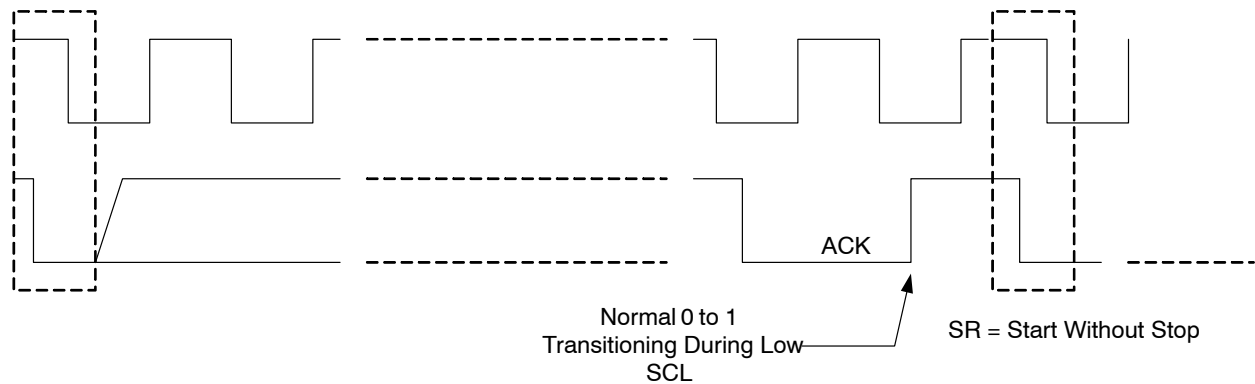 ACK
Normal 0 to 1
Transitioning During Low
SCL
SR = Start Without Stop